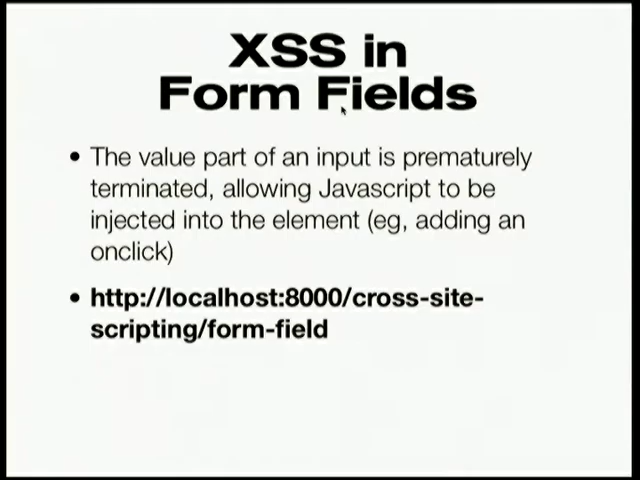 XSS in
Form Fields
• The value part of an input is prematurely
terminated, allowing Javascript to be
injected into the element (eg, adding an
onclick)
• http://localhost:8000/cross-site-
scripting/form-field